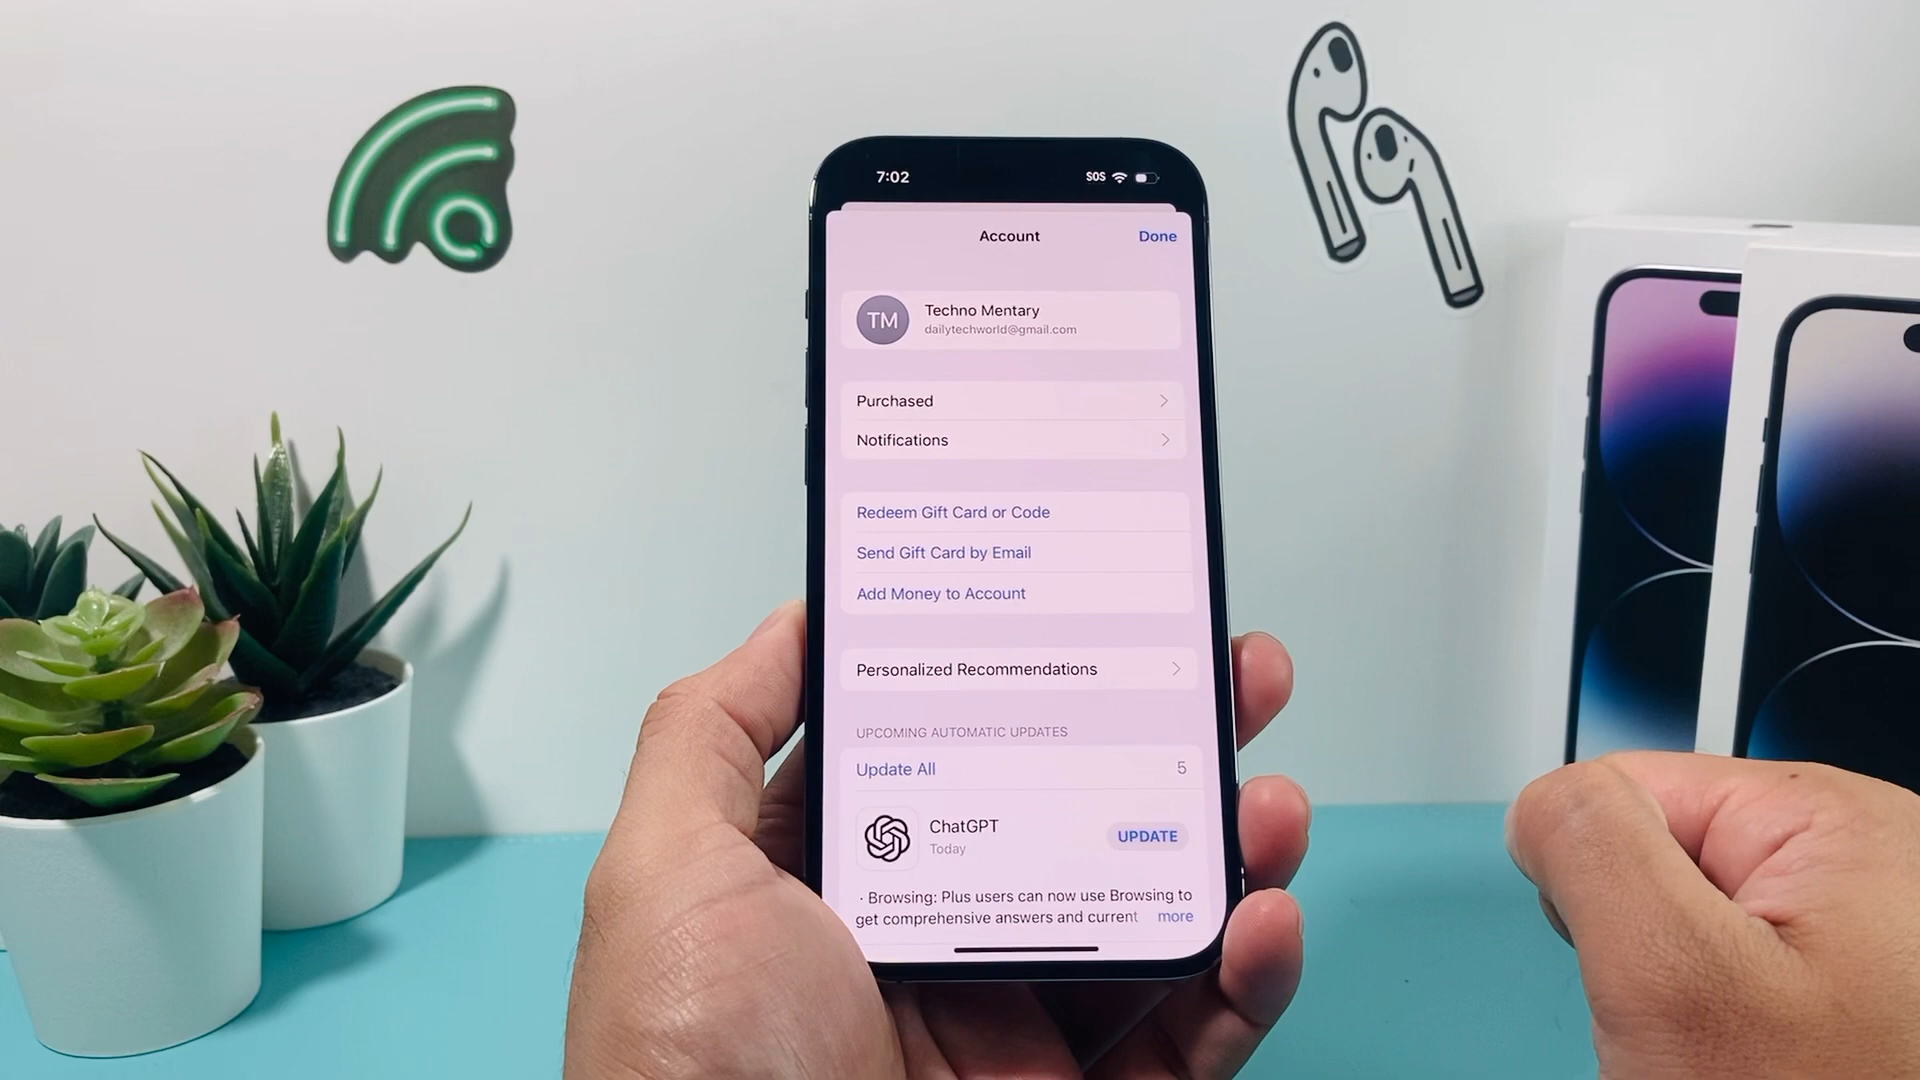 7:02
SOS
Account
Done
TM
Techno Mentary
dailytechworld@gmail.com
Purchased
Notifications
Redeem Gift Card or Code
Send Gift Card by Email
Add Money to Account
Personalized Recommendations
UPCOMING AUTOMATIC UPDATES
Update All
5
ChatGPT
Today
UPDATE
· Browsing: Plus users can now use Browsing to
get comprehensive answers and current more